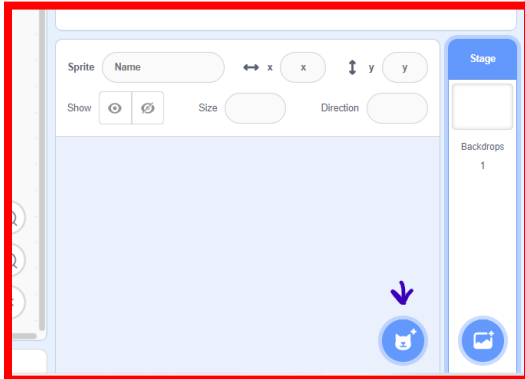 Sprite Name x x y y
Show Size Direction
Stage
Backdrops
1